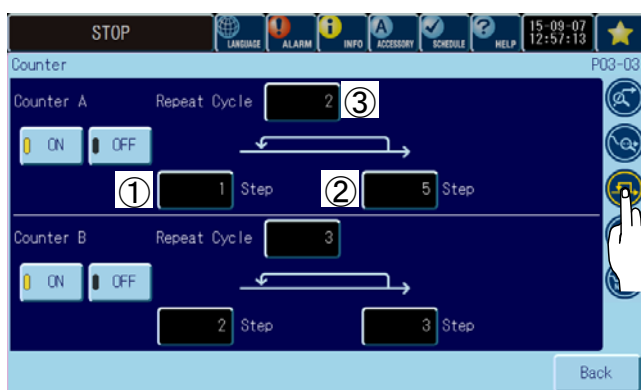 STOP LANGUAGE ALARM INFO ACCESSORY SCHEDULE HELP 15-09-07
12:57:13
Counter P03-03
Counter A Repeat Cycle 2 ③
ON OFF
① 1 Step ② 5 Step
Counter B Repeat Cycle 3
ON OFF
2 Step 3 Step
Back